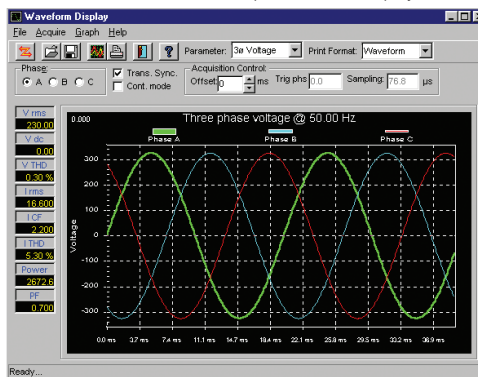 Waveform Display
File Acquire Graph Help
Parameter: 3ø Voltage Print Format: Waveform
Phase: A B C
Trans. Sync.
Cont. mode
Acquisition Control:
Offset: 0 ms Trig phs 0.0 Sampling: 76.8 µs
V rms
230.00
V dc
0.00
V THD
0.30 %
I rms
16.600
I CF
2.200
I THD
5.30 %
Power
2672.6
PF
0.700
0.000
Three phase voltage @ 50.00 Hz
Phase A Phase B Phase C
Voltage
300
200
100
0
-100
-200
-300
0.0 ms 3.7 ms 7.4 ms 11.1 ms 14.7 ms 18.4 ms 22.1 ms 25.8 ms 29.5 ms 33.2 ms 36.9 ms
Ready...